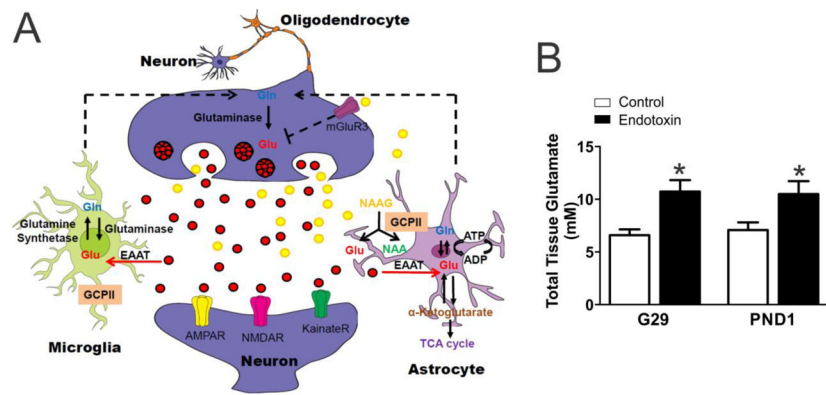 A
Oligodendrocyte
Neuron
Gln
Glutaminase
Glu
mGluR3
Gln
Glutamine
Synthetase
Glutaminase
Glu
EAAT
GCPII
Microglia
NAAG
GCPII
Glu
NAA
EAAT
Gln
Glu
ATP
ADP
α-Ketoglutarate
TCA cycle
Astrocyte
AMPAR
NMDAR
KainateR
Neuron
B
Control
Endotoxin
Total Tissue Glutamate
(mM)
15
10
5
0
*
*
G29
PND1